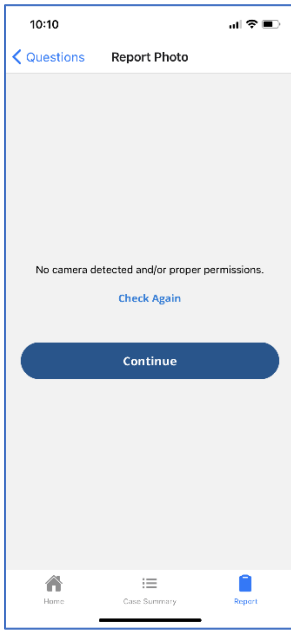 10:10
Questions Report Photo
No camera detected and/or proper permissions.
Check Again
Continue
Home Case Summary Report